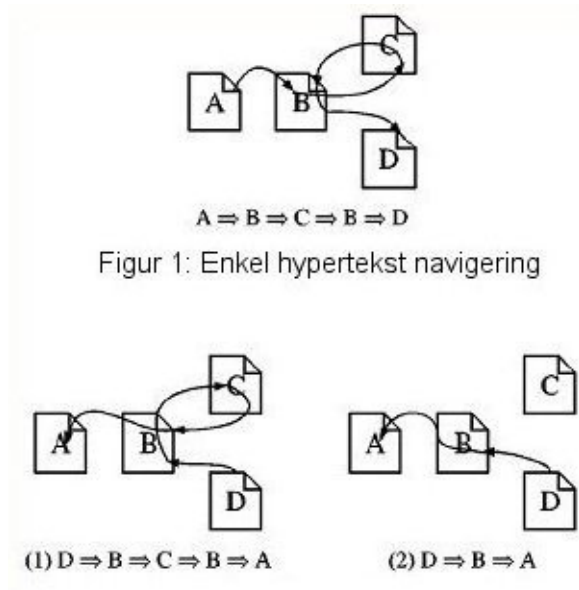 C
A B
D
A ⇒ B ⇒ C ⇒ B ⇒ D
Figur 1: Enkel hypertekst navigering
C C
A B A B
D D
(1) D ⇒ B ⇒ C ⇒ B ⇒ A (2) D ⇒ B ⇒ A